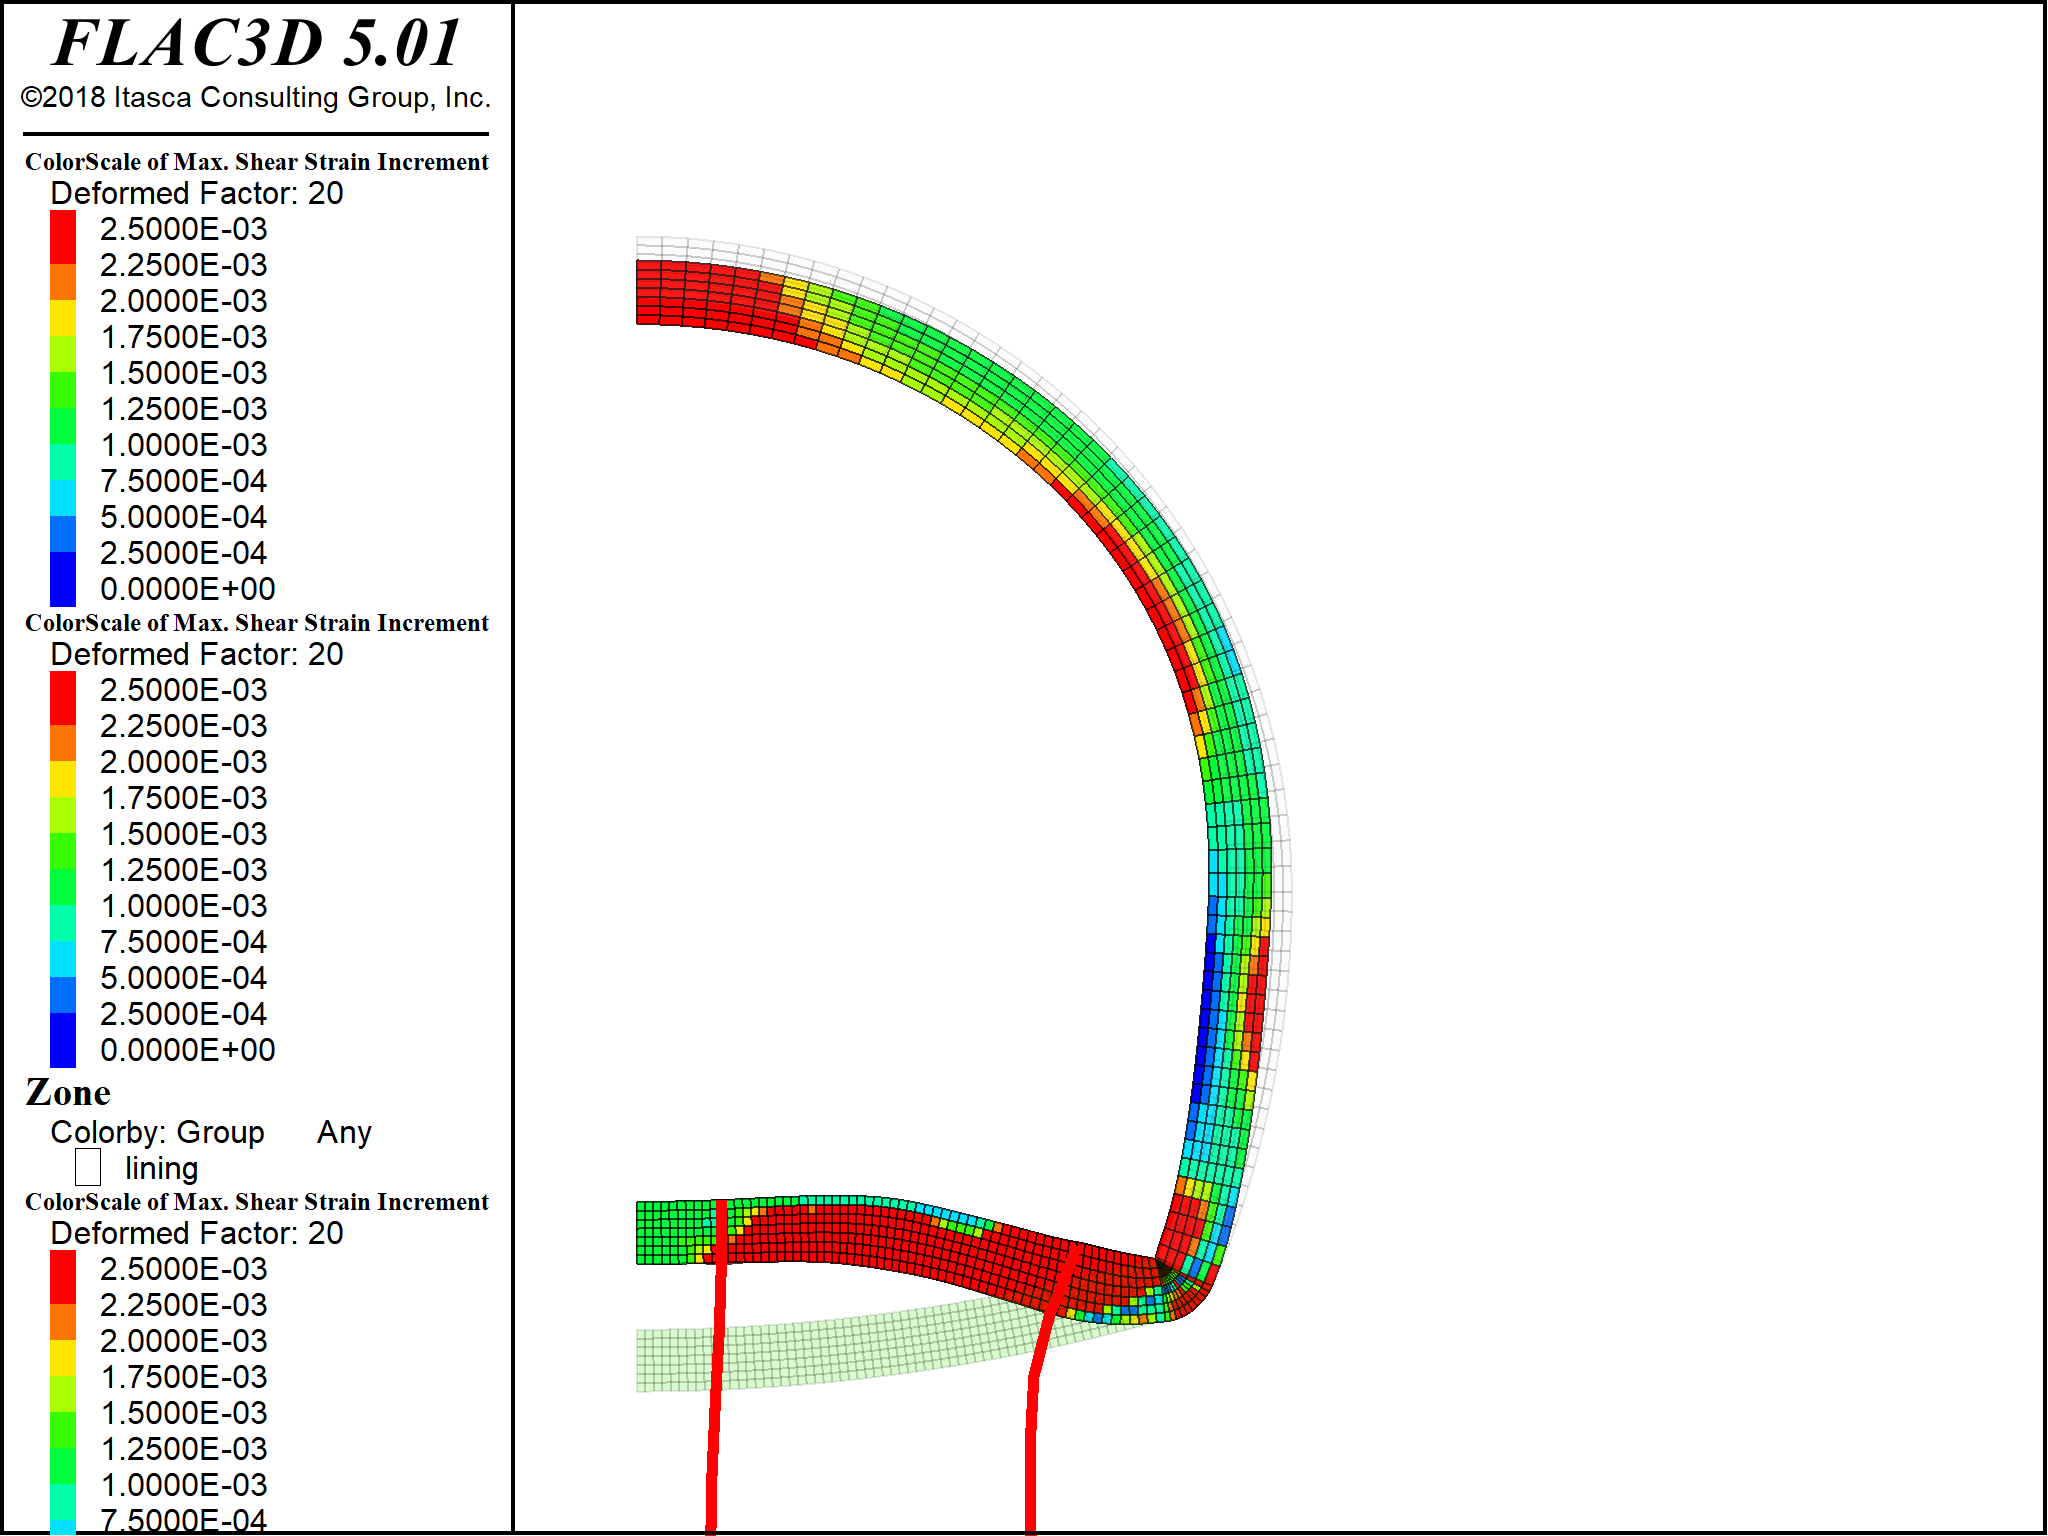 FLAC3D 5.01
©2018 Itasca Consulting Group, Inc.
ColorScale of Max. Shear Strain Increment
Deformed Factor: 20
2.5000E-03
2.2500E-03
2.0000E-03
1.7500E-03
1.5000E-03
1.2500E-03
1.0000E-03
7.5000E-04
5.0000E-04
2.5000E-04
0.0000E+00
ColorScale of Max. Shear Strain Increment
Deformed Factor: 20
2.5000E-03
2.2500E-03
2.0000E-03
1.7500E-03
1.5000E-03
1.2500E-03
1.0000E-03
7.5000E-04
5.0000E-04
2.5000E-04
0.0000E+00
Zone
Colorby: Group Any
lining
ColorScale of Max. Shear Strain Increment
Deformed Factor: 20
2.5000E-03
2.2500E-03
2.0000E-03
1.7500E-03
1.5000E-03
1.2500E-03
1.0000E-03
7.5000E-04